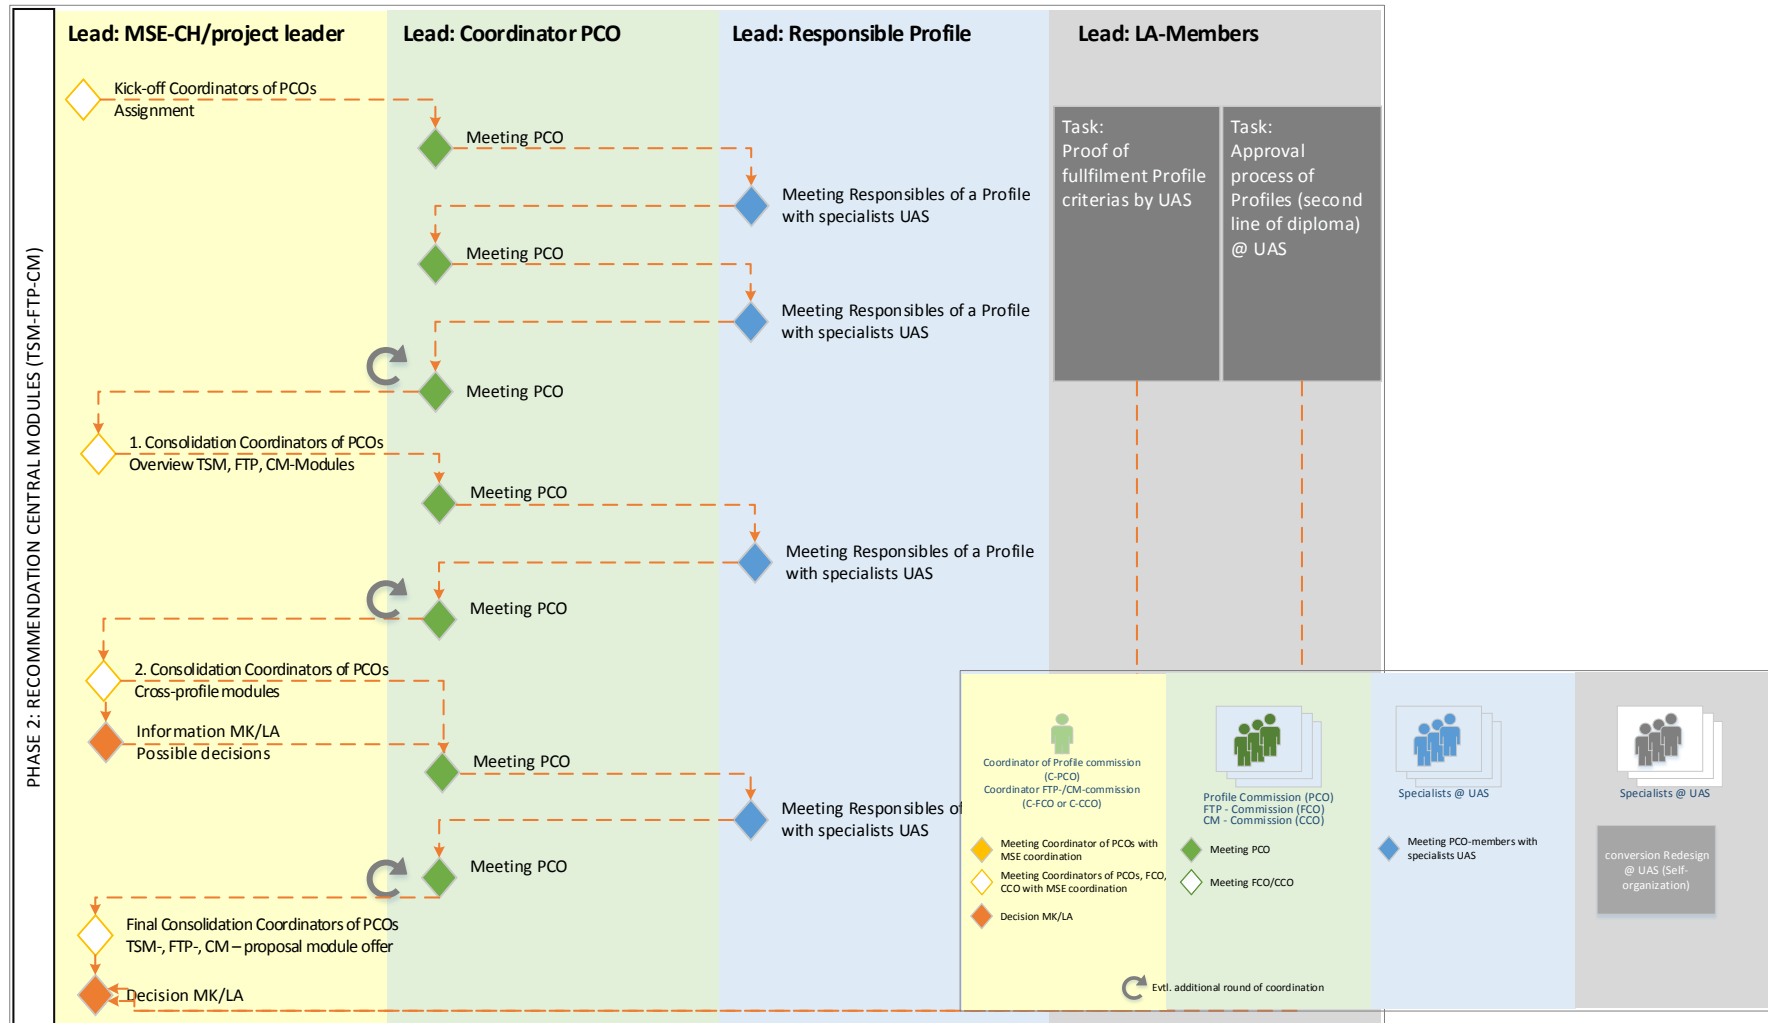 PHASE 2: RECOMMENDATION CENTRAL MODULES (TSM-FTP-CM)
Lead: MSE-CH/project leader
Lead: Coordinator PCO
Lead: Responsible Profile
Lead: LA-Members
Kick-off Coordinators of PCOs
Assignment
Meeting PCO
Meeting Responsibles of a Profile
with specialists UAS
Meeting PCO
Meeting Responsibles of a Profile
with specialists UAS
Meeting PCO
1. Consolidation Coordinators of PCOs
Overview TSM, FTP, CM-Modules
Meeting PCO
Meeting Responsibles of a Profile
with specialists UAS
Meeting PCO
2. Consolidation Coordinators of PCOs
Cross-profile modules
Information MK/LA
Possible decisions
Meeting PCO
Meeting Responsibles of
with specialists UAS
Meeting PCO
Final Consolidation Coordinators of PCOs
TSM-, FTP-, CM – proposal module offer
Decision MK/LA
Task:
Proof of
fullfilment Profile
criterias by UAS
Task:
Approval
process of
Profiles (second
line of diploma)
@ UAS
Coordinator of Profile commission
(C-PCO)
Coordinator FTP-/CM-commission
(C-FCO or C-CCO)
Meeting Coordinator of PCOs with
MSE coordination
Meeting Coordinators of PCOs, FCO,
CCO with MSE coordination
Decision MK/LA
Profile Commission (PCO)
FTP - Commission (FCO)
CM - Commission (CCO)
Meeting PCO
Meeting FCO/CCO
Specialists @ UAS
Meeting PCO-members with
specialists UAS
Specialists @ UAS
conversion Redesign
@ UAS (Self-
organization)
Evtl. additional round of coordination